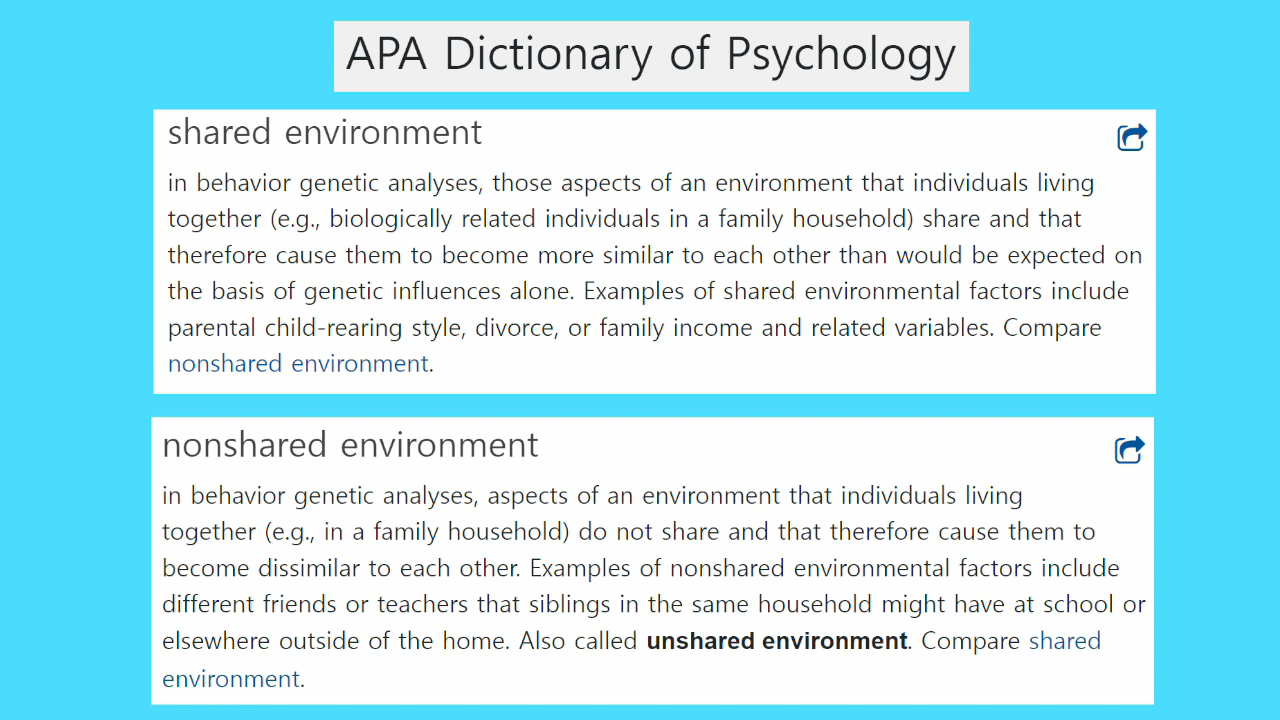 APA Dictionary of Psychology
shared environment
in behavior genetic analyses, those aspects of an environment that individuals living
together (e.g., biologically related individuals in a family household) share and that
therefore cause them to become more similar to each other than would be expected on
the basis of genetic influences alone. Examples of shared environmental factors include
parental child-rearing style, divorce, or family income and related variables. Compare
nonshared environment.
nonshared environment
in behavior genetic analyses, aspects of an environment that individuals living
together (e.g., in a family household) do not share and that therefore cause them to
become dissimilar to each other. Examples of nonshared environmental factors include
different friends or teachers that siblings in the same household might have at school or
elsewhere outside of the home. Also called unshared environment. Compare shared
environment.